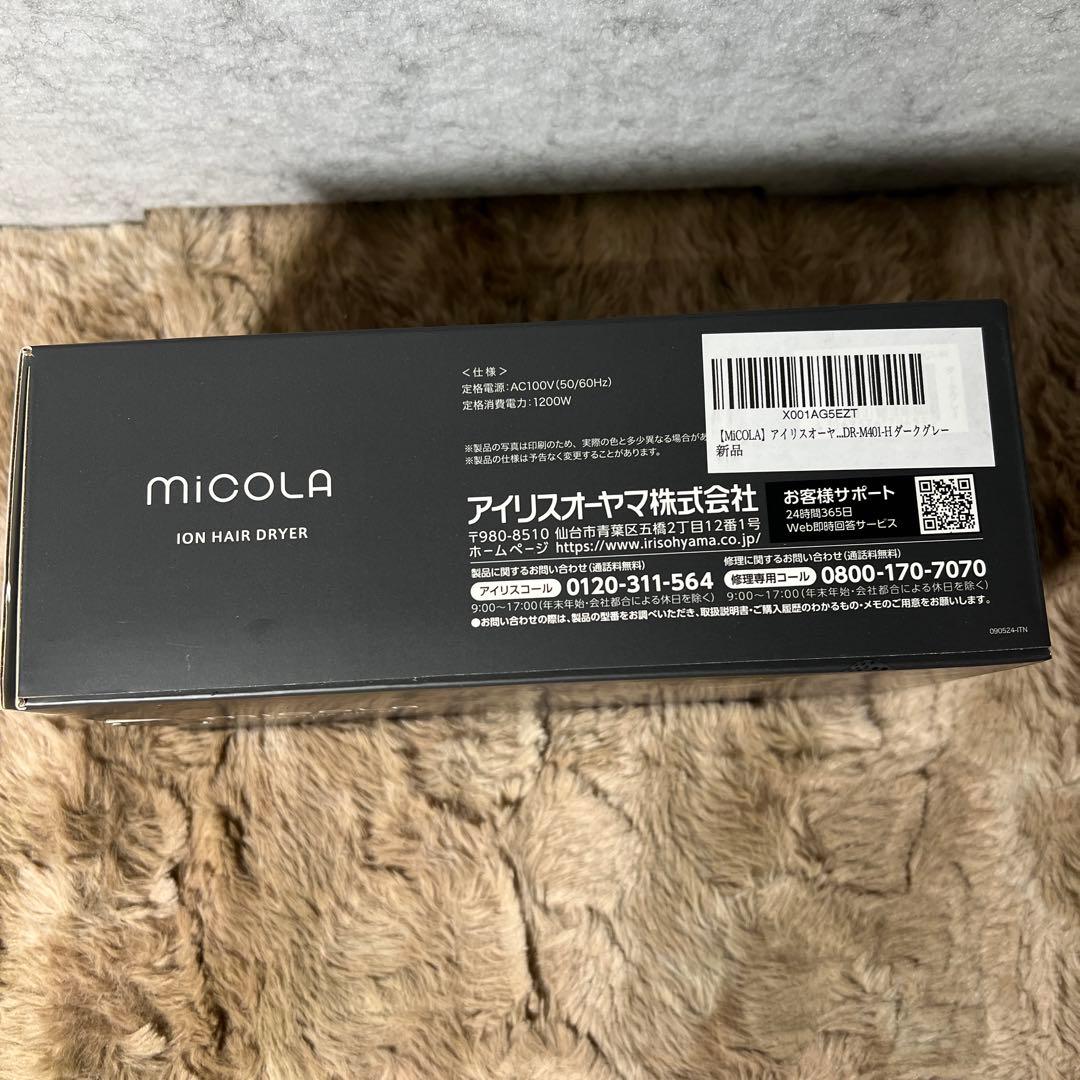 miCOLA
ION HAIR DRYER
<仕様>
定格電源:AC100V(50/60Hz)
定格消費電力:1200W
※製品の写真は印刷のため、実際の色と多少異なる場合があ
※製品の仕様は予告なく変更することがあります。
X001AG5EZT
【MiCOLA】アイリスオーヤ...DR-M401-Hダークグレー
新品
アイリスオーヤマ株式会社
〒980-8510 仙台市青葉区五橋2丁目12番1号
ホームページ https://www.irisohyama.co.jp/
お客様サポート
24時間365日
Web即時回答サービス
製品に関するお問い合わせ(通話料無料)
アイリスコール 0120-311-564
9:00~17:00(年末年始・会社都合による休日を除く)
修理に関するお問い合わせ(通話料無料)
修理専用コール 0800-170-7070
9:00~17:00(年末年始・会社都合による休日を除く)
●お問い合わせの際は、製品の型番をお調べいただき、取扱説明書・ご購入履歴のわかるもの・メモのご用意をお願いします。
090524-ITN